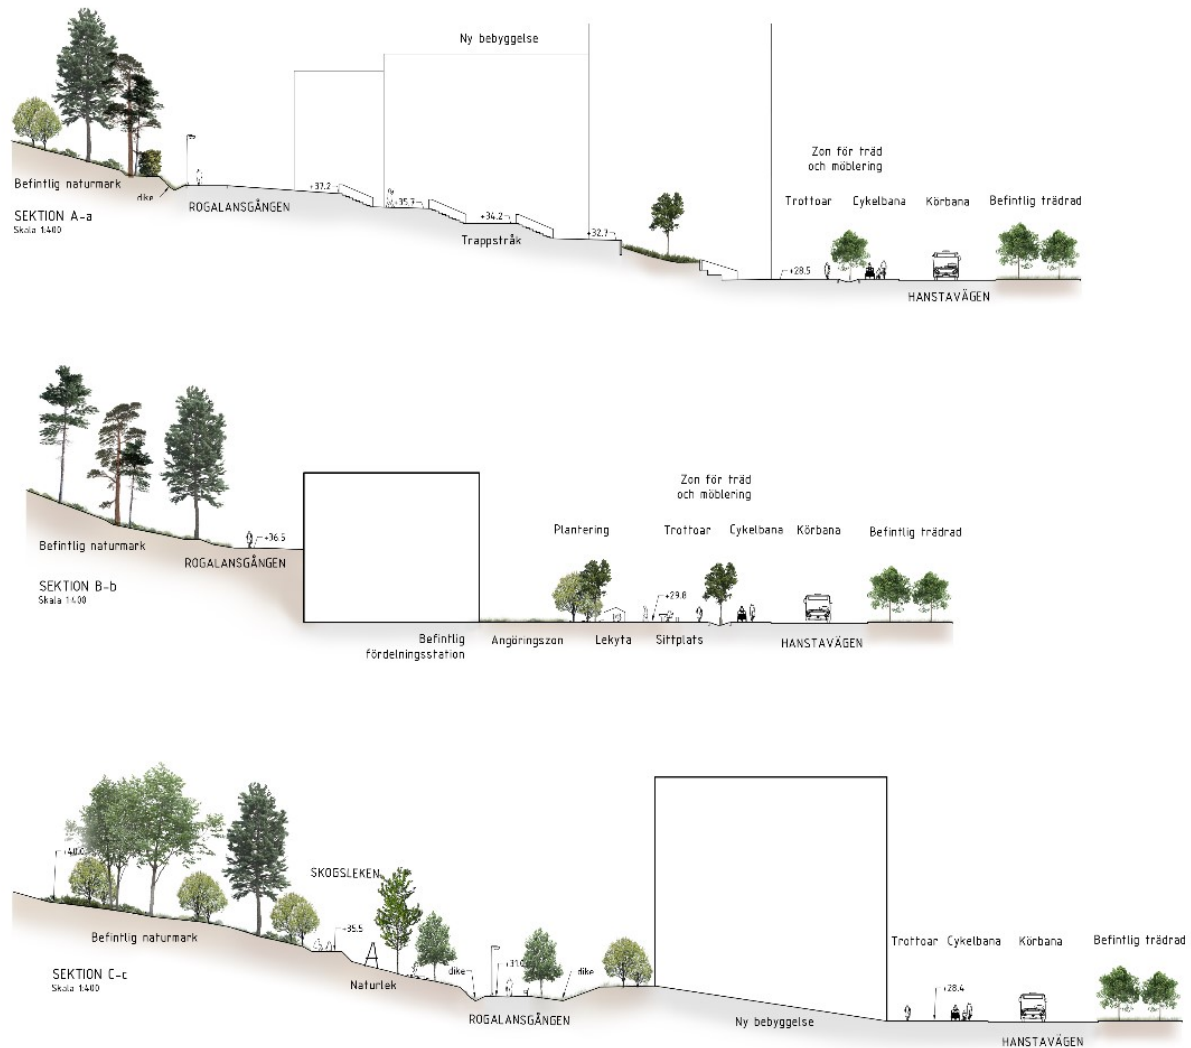 Ny bebyggelse
Zon för träd
och möblering
Trottoar
Cykelbana
Körbana
Befintlig trädrad
Befintlig naturmark
dike
ROGALANSGÅNGEN
+37.2
+35.7
+34.2
+32.7
+28.5
SEKTION A-a
Skala 1:400
Trappstråk
HANSTAVÄGEN
Zon för träd
och möblering
Plantering
Trottoar
Cykelbana
Körbana
Befintlig trädrad
Befintlig naturmark
ROGALANSGÅNGEN
+36.5
+29.8
SEKTION B-b
Skala 1:400
Befintlig
fördelningsstation
Angöringszon
Lekyta
Sittplats
HANSTAVÄGEN
SKOGSLEKEN
+35.5
Befintlig naturmark
Trottoar
Cykelbana
Körbana
Befintlig trädrad
SEKTION C-c
Skala 1:400
Naturlek
dike
dike
+28.4
ROGALANSGÅNGEN
Ny bebyggelse
HANSTAVÄGEN